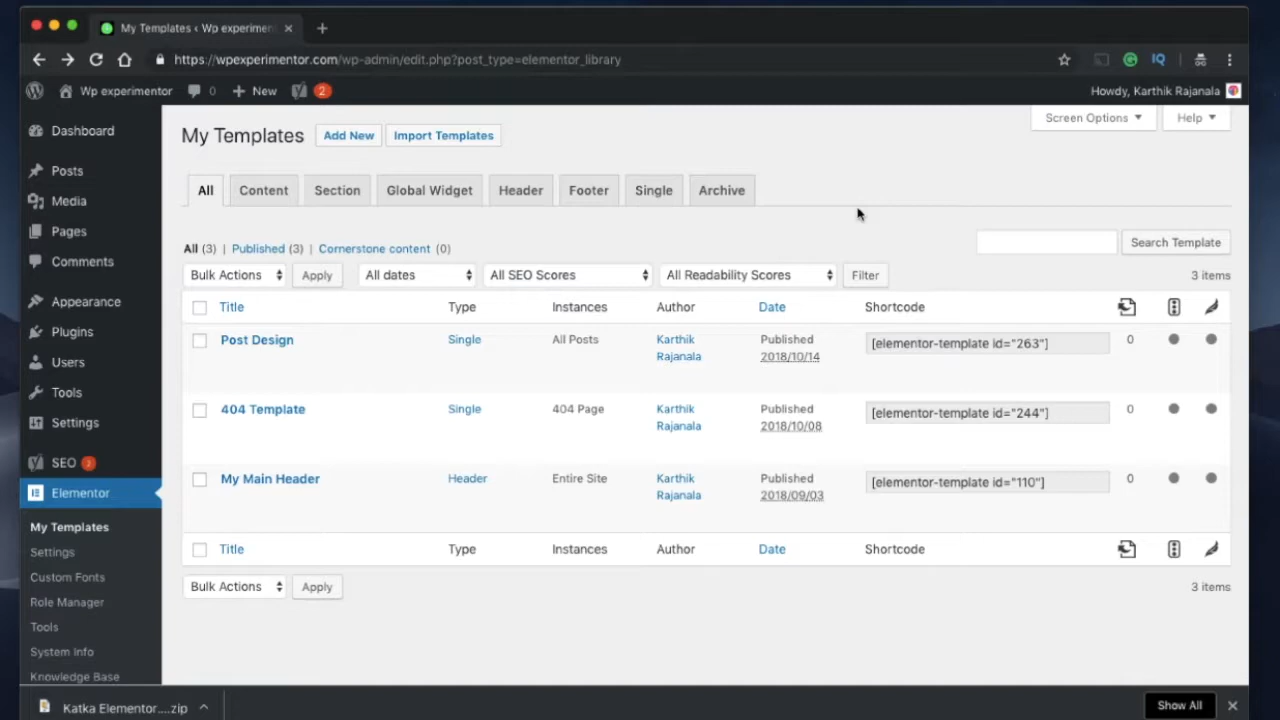 My Templates ‹ Wp experimen
https://wpexperimentor.com/wp-admin/edit.php?post_type=elementor_library
Wp experimentor 0 New 2 Howdy, Karthik Rajanala
Screen Options Help
Dashboard
Posts
Media
Pages
Comments
Appearance
Plugins
Users
Tools
Settings
SEO 2
Elementor
My Templates
Settings
Custom Fonts
Role Manager
Tools
System Info
Knowledge Base
My Templates Add New Import Templates
All Content Section Global Widget Header Footer Single Archive
All (3) | Published (3) | Cornerstone content (0)
Search Template
Bulk Actions Apply All dates All SEO Scores All Readability Scores Filter 3 items
Title Type Instances Author Date Shortcode
Post Design Single All Posts Karthik Rajanala Published 2018/10/14 [elementor-template id="263"] 0
404 Template Single 404 Page Karthik Rajanala Published 2018/10/08 [elementor-template id="244"] 0
My Main Header Header Entire Site Karthik Rajanala Published 2018/09/03 [elementor-template id="110"] 0
Title Type Instances Author Date Shortcode
Bulk Actions Apply 3 items
Katka Elementor....zip Show All